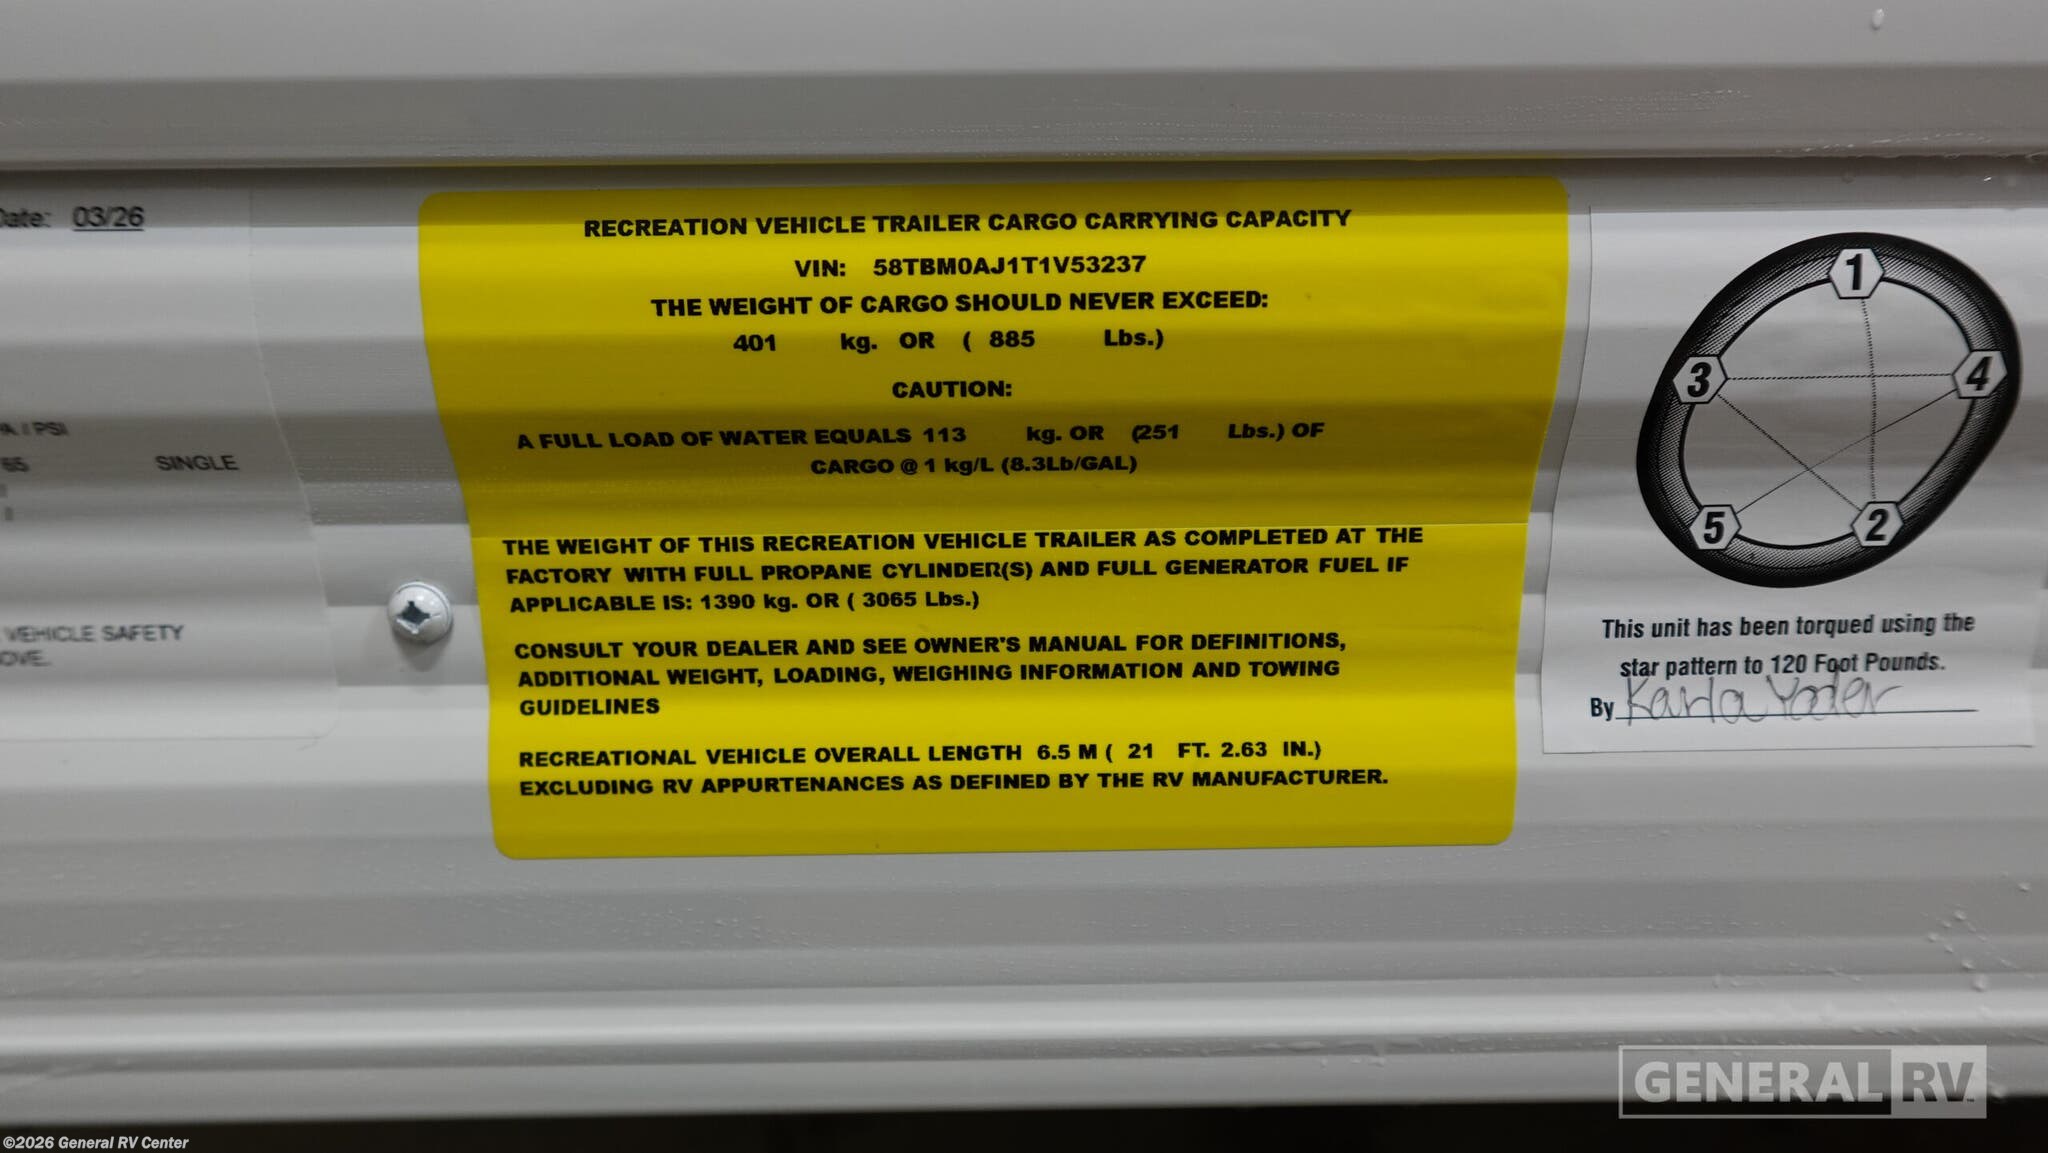 Date: 03/26
/ PSI
65 SINGLE
VEHICLE SAFETY
RECREATION VEHICLE TRAILER CARGO CARRYING CAPACITY
VIN: 58TBM0AJ1T1V53237
THE WEIGHT OF CARGO SHOULD NEVER EXCEED:
401 kg. OR ( 885 Lbs.)
CAUTION:
A FULL LOAD OF WATER EQUALS 113 kg. OR (251 Lbs.) OF
CARGO @ 1 kg/L (8.3Lb/GAL)
THE WEIGHT OF THIS RECREATION VEHICLE TRAILER AS COMPLETED AT THE
FACTORY WITH FULL PROPANE CYLINDER(S) AND FULL GENERATOR FUEL IF
APPLICABLE IS: 1390 kg. OR ( 3065 Lbs.)
CONSULT YOUR DEALER AND SEE OWNER'S MANUAL FOR DEFINITIONS,
ADDITIONAL WEIGHT, LOADING, WEIGHING INFORMATION AND TOWING
GUIDELINES
RECREATIONAL VEHICLE OVERALL LENGTH 6.5 M ( 21 FT. 2.63 IN.)
EXCLUDING RV APPURTENANCES AS DEFINED BY THE RV MANUFACTURER.
1
3 4
5 2
This unit has been torqued using the
star pattern to 120 Foot Pounds.
By Karla Yoder
GENERAL RV
©2026 General RV Center